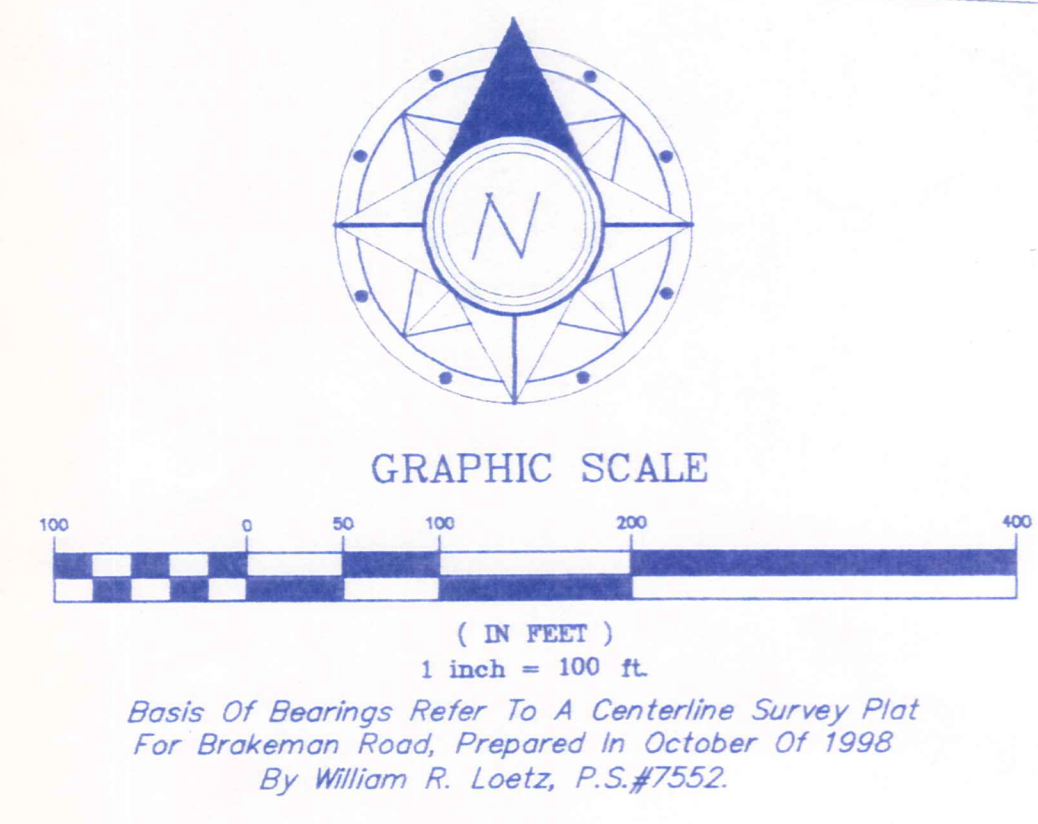 N
GRAPHIC SCALE
100 0 50 100 200 400
( IN FEET )
1 inch = 100 ft.
Basis Of Bearings Refer To A Centerline Survey Plat
For Brakeman Road, Prepared In October Of 1998
By William R. Loetz, P.S.#7552.